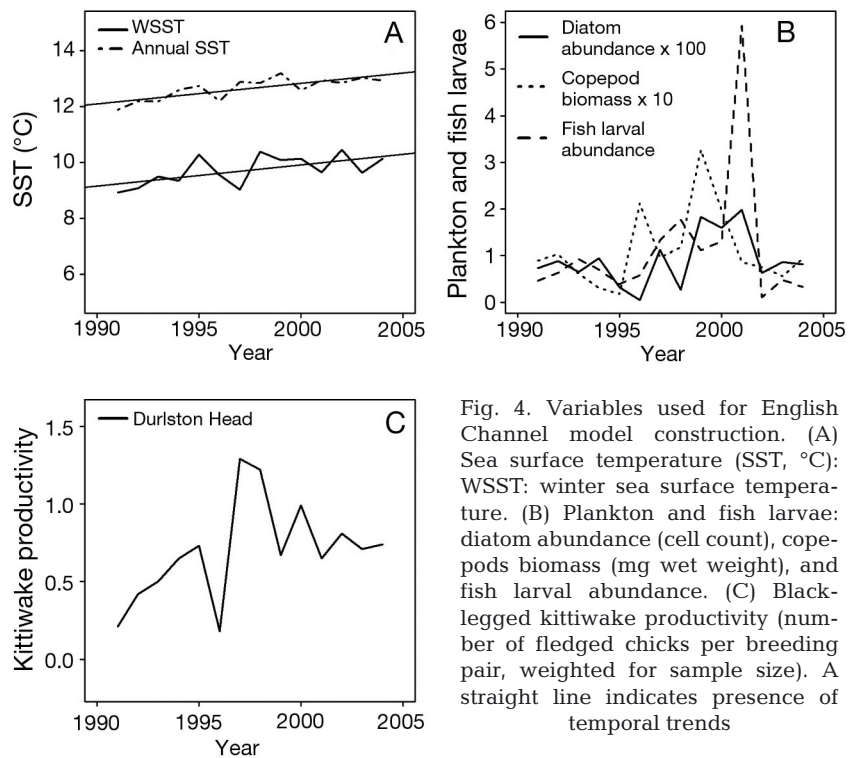 A
WSST
Annual SST
SST (°C)
14
12
10
8
6
1990 1995 2000 2005
Year
B
Diatom
abundance x 100
Copepod
biomass x 10
Fish larval
abundance
Plankton and fish larvae
6
5
4
3
2
1
0
1990 1995 2000 2005
Year
C
Durlston Head
Kittiwake productivity
1.5
1.0
0.5
0.0
1990 1995 2000 2005
Year
Fig. 4. Variables used for English
Channel model construction. (A)
Sea surface temperature (SST, °C):
WSST: winter sea surface tempera-
ture. (B) Plankton and fish larvae:
diatom abundance (cell count), cope-
pods biomass (mg wet weight), and
fish larval abundance. (C) Black-
legged kittiwake productivity (num-
ber of fledged chicks per breeding
pair, weighted for sample size). A
straight line indicates presence of
temporal trends